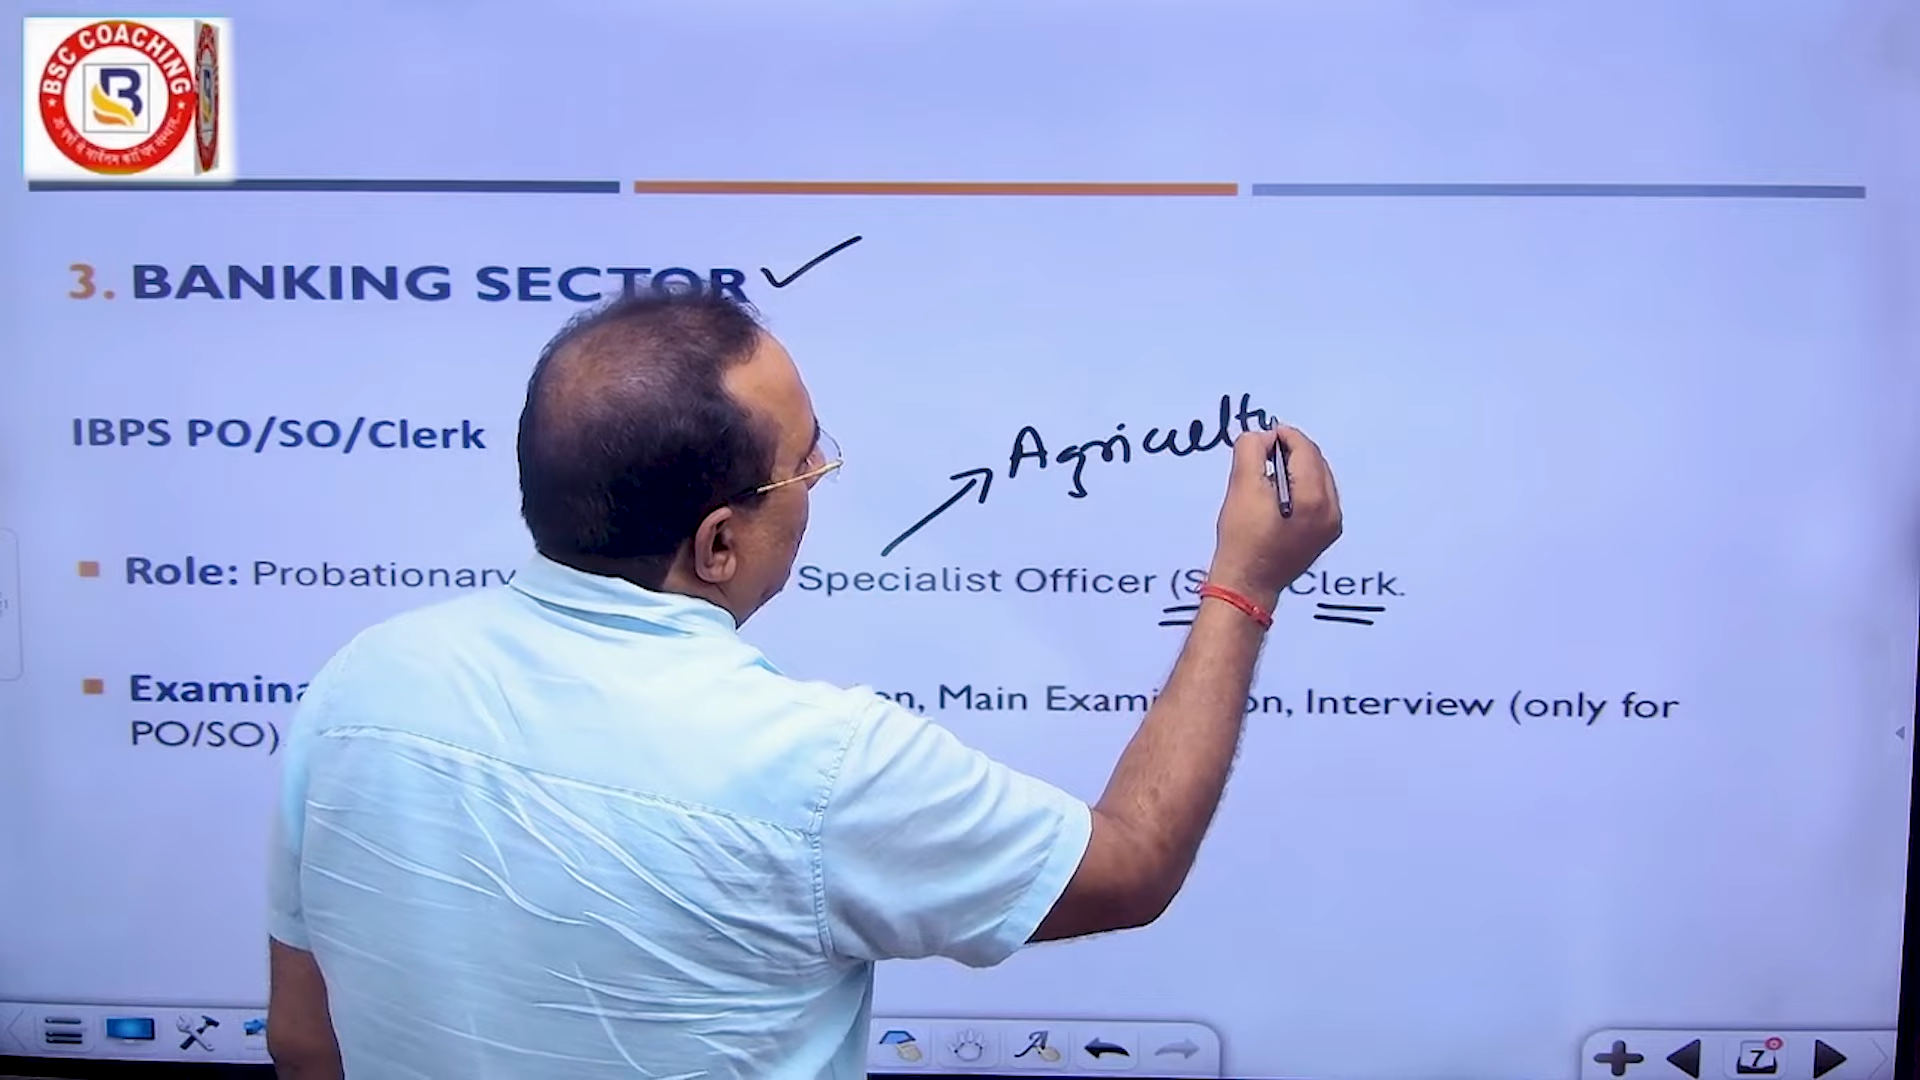 BSC COACHING
B
3. BANKING SECTOR
IBPS PO/SO/Clerk
Agricultu
Role: Probationary Specialist Officer (S Clerk.
Examina n, Main Exami on, Interview (only for
PO/SO)
7